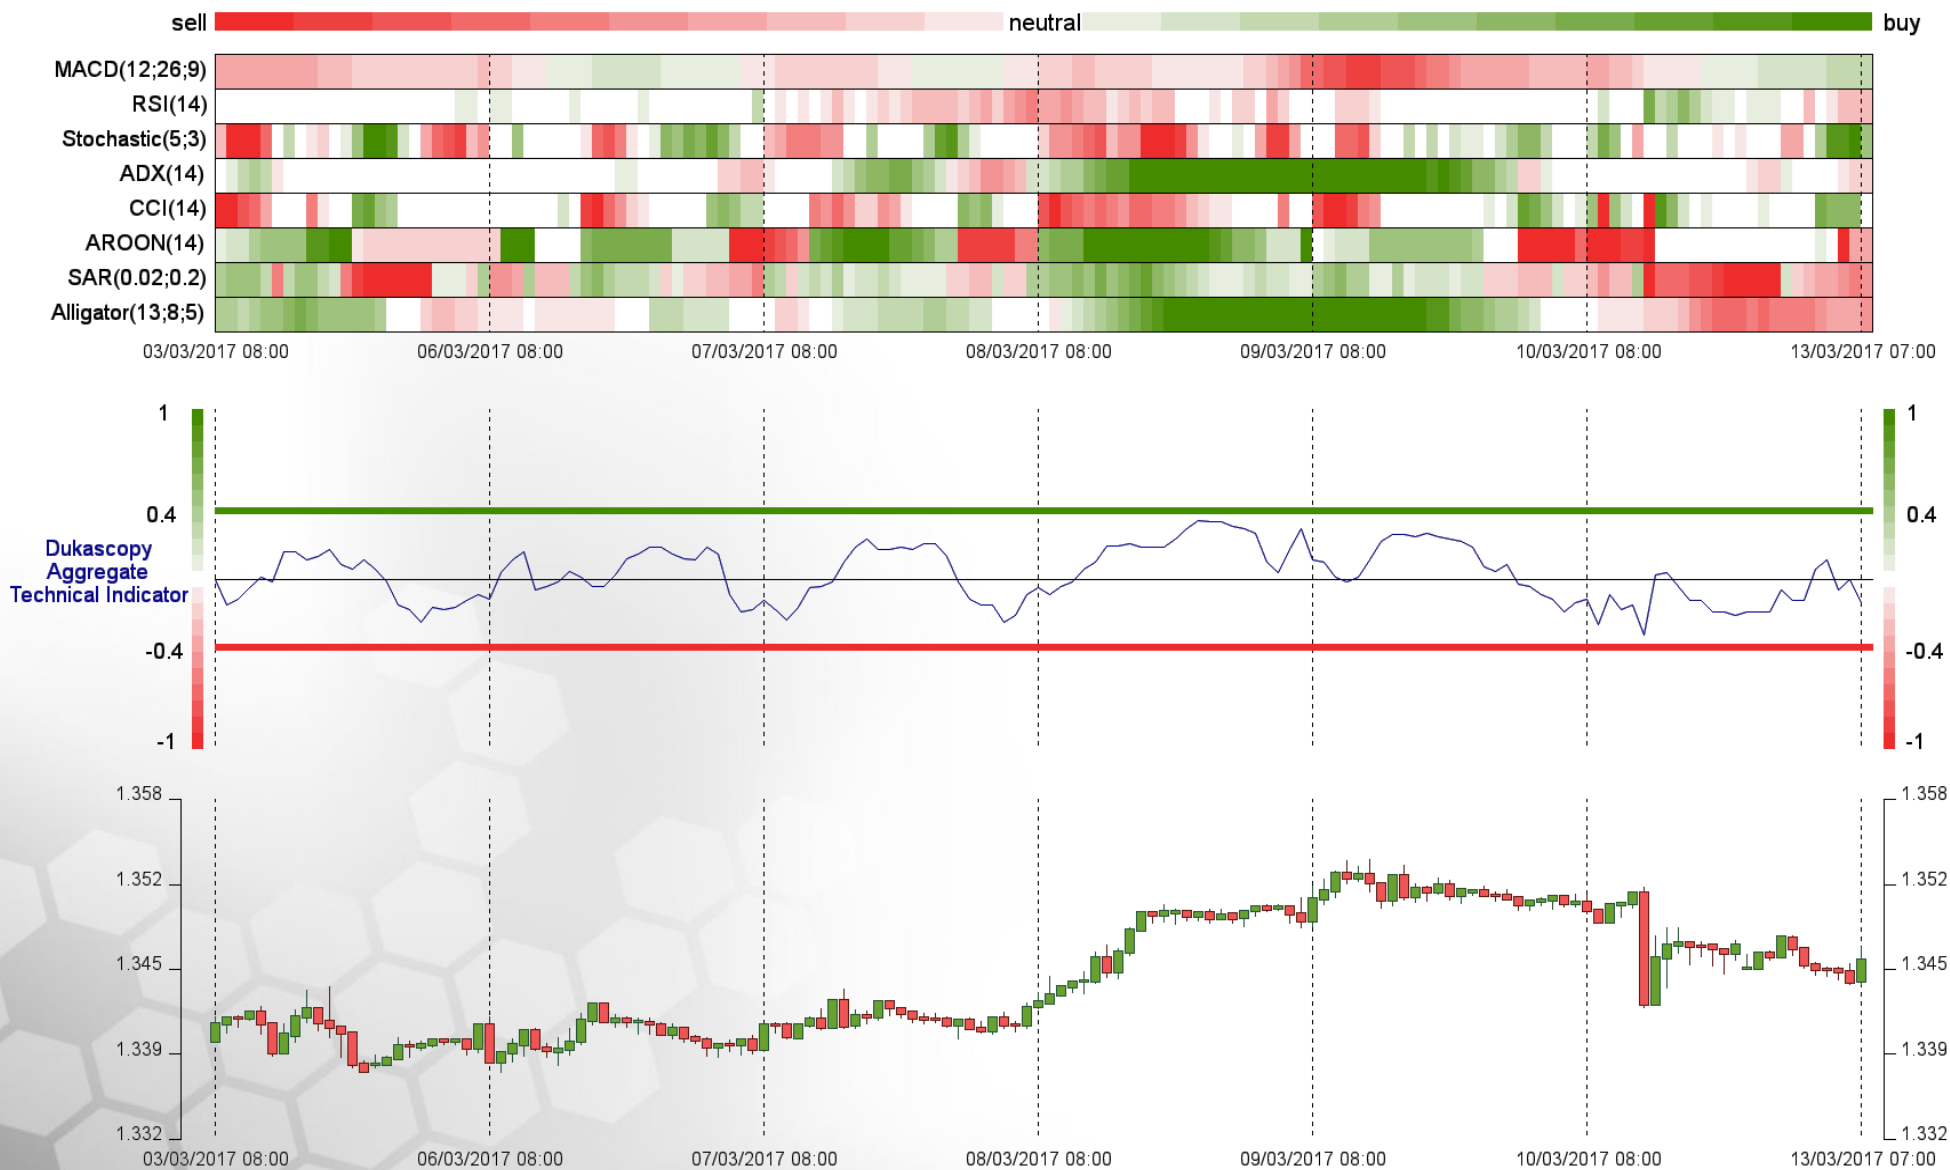 sell neutral buy
MACD(12;26;9)
RSI(14)
Stochastic(5;3)
ADX(14)
CCI(14)
AROON(14)
SAR(0.02;0.2)
Alligator(13;8;5)
03/03/2017 08:00 06/03/2017 08:00 07/03/2017 08:00 08/03/2017 08:00 09/03/2017 08:00 10/03/2017 08:00 13/03/2017 07:00
1 1
0.4 0.4
Dukascopy
Aggregate
Technical Indicator
-0.4 -0.4
-1 -1
1.358 1.358
1.352 1.352
1.345 1.345
1.339 1.339
1.332 1.332
03/03/2017 08:00 06/03/2017 08:00 07/03/2017 08:00 08/03/2017 08:00 09/03/2017 08:00 10/03/2017 08:00 13/03/2017 07:00